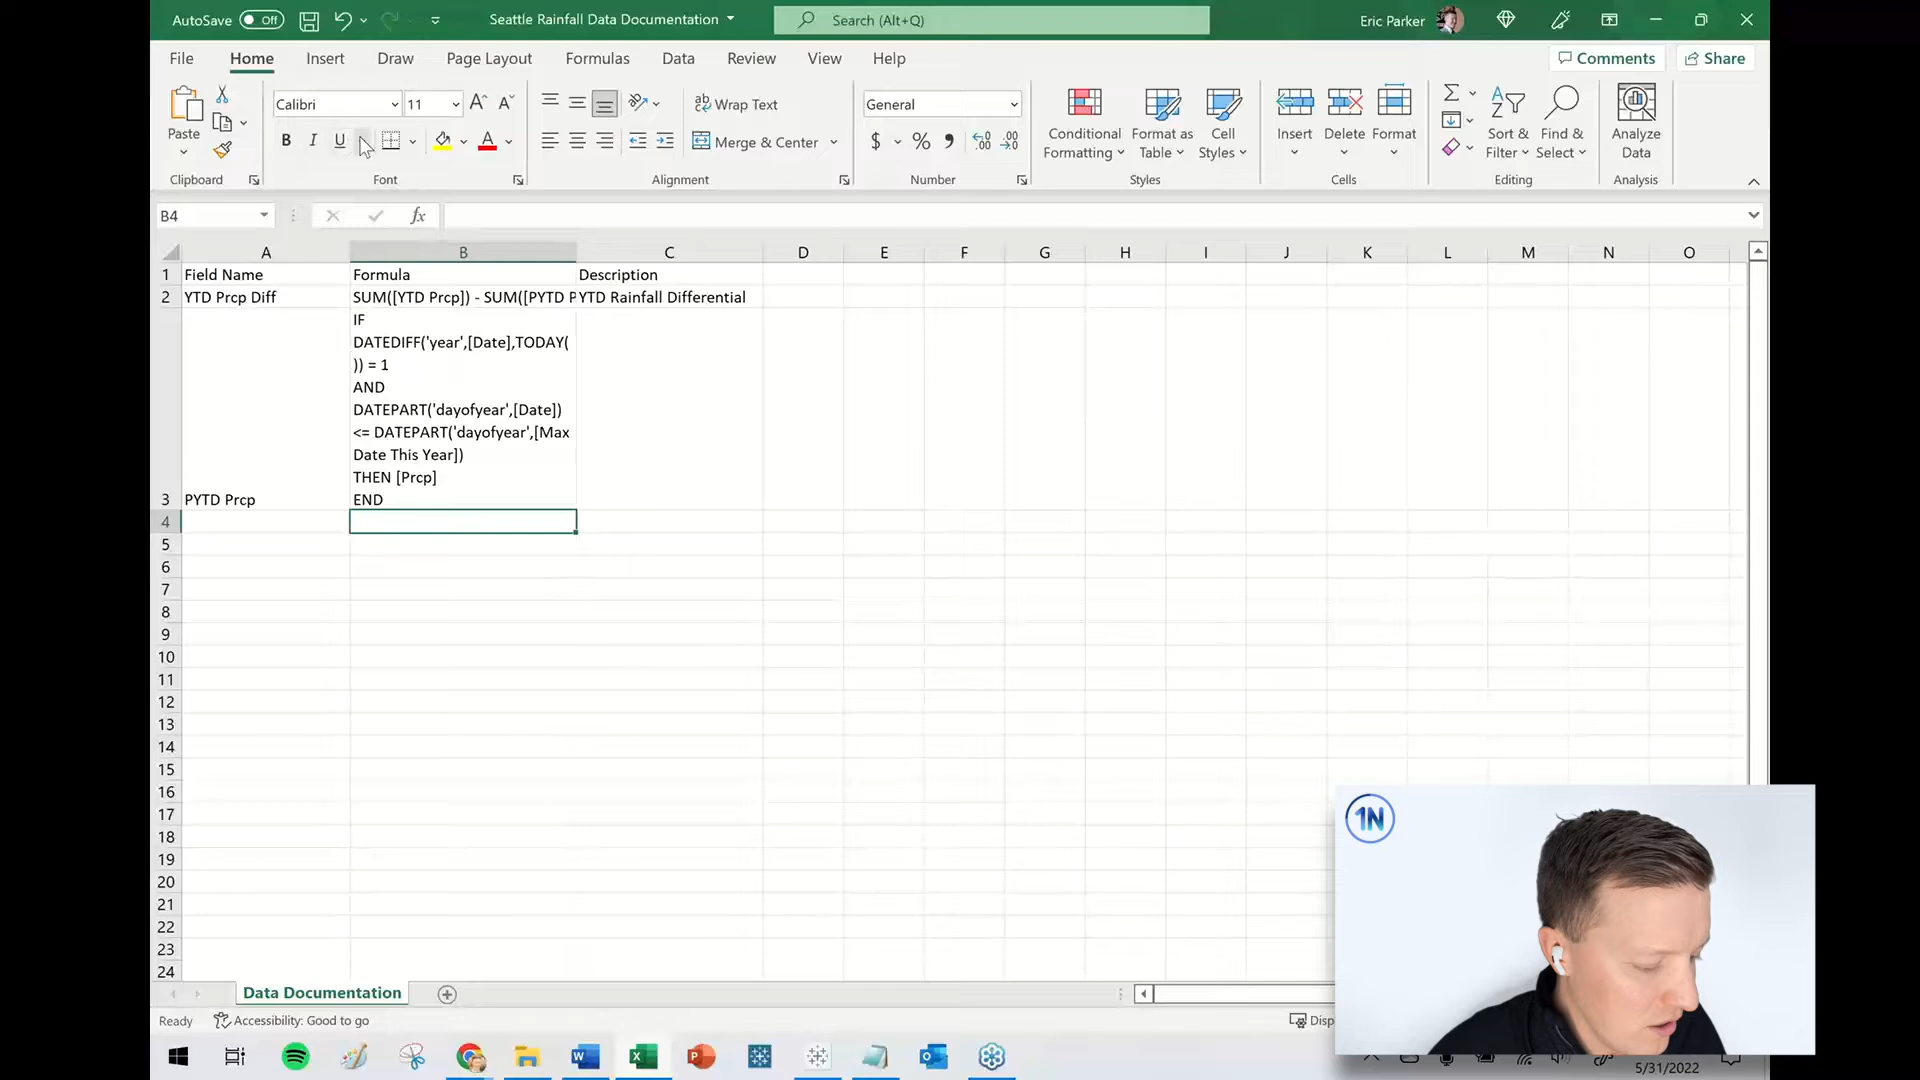 AutoSave Off Seattle Rainfall Data Documentation Search (Alt+Q) Eric Parker
File Home Insert Draw Page Layout Formulas Data Review View Help Comments Share
Paste
Clipboard
Calibri 11
B I U A
Font
ab Wrap Text
Merge & Center
Alignment
General
$ % 9
Number
Conditional
Formatting
Format as
Table
Cell
Styles
Styles
Insert Delete Format
Cells
Sort &
Filter
Find &
Select
Editing
Analyze
Data
Analysis
B4 fx
A B C D E F G H I J K L M N O
1 Field Name Formula Description
2 YTD Prcp Diff SUM([YTD Prcp]) - SUM([PYTD P YTD Rainfall Differential
IF
DATEDIFF('year',[Date],TODAY(
)) = 1
AND
DATEPART('dayofyear',[Date])
<= DATEPART('dayofyear',[Max
Date This Year])
THEN [Prcp]
3 PYTD Prcp END
4
5
6
7
8
9
10
11
12
13
14
15
16
17
18
19
20
21
22
23
24
1N
Data Documentation
Ready Accessibility: Good to go Disp
5/31/2022